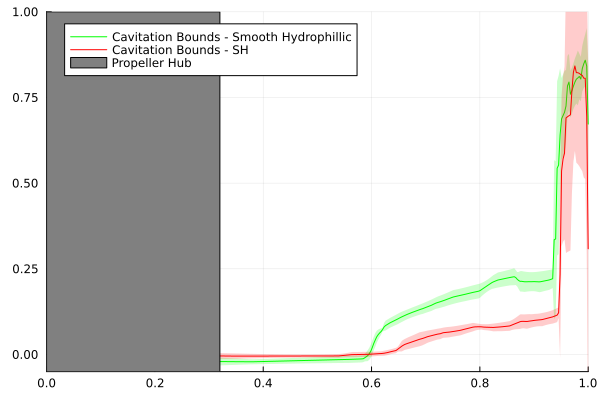 1.00
Cavitation Bounds - Smooth Hydrophillic
Cavitation Bounds - SH
Propeller Hub
0.75
0.50
0.25
0.00
0.0 0.2 0.4 0.6 0.8 1.0